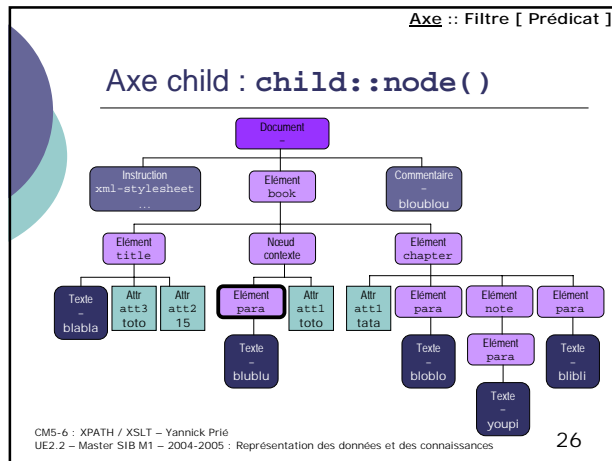 Axe :: Filtre [ Prédicat ]
Axe child : child::node()
Document
–
Instruction
xml-stylesheet
...
Elément
book
Commentaire
–
bloublou
Elément
title
Nœud
contexte
Elément
chapter
Texte
–
blabla
Attr
att3
toto
Attr
att2
15
Elément
para
Attr
att1
toto
Attr
att1
tata
Elément
para
Elément
note
Elément
para
Texte
–
blublu
Texte
–
bloblo
Elément
para
Texte
–
blibli
Texte
–
youpi
CM5-6 : XPATH / XSLT – Yannick Prié
UE2.2 – Master SIB M1 – 2004-2005 : Représentation des données et des connaissances
26